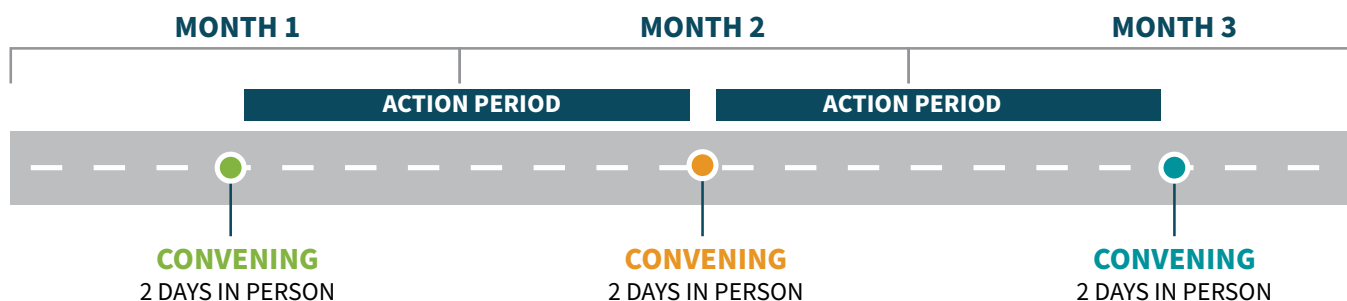 MONTH 1
MONTH 2
MONTH 3
ACTION PERIOD
ACTION PERIOD
CONVENING
2 DAYS IN PERSON
CONVENING
2 DAYS IN PERSON
CONVENING
2 DAYS IN PERSON